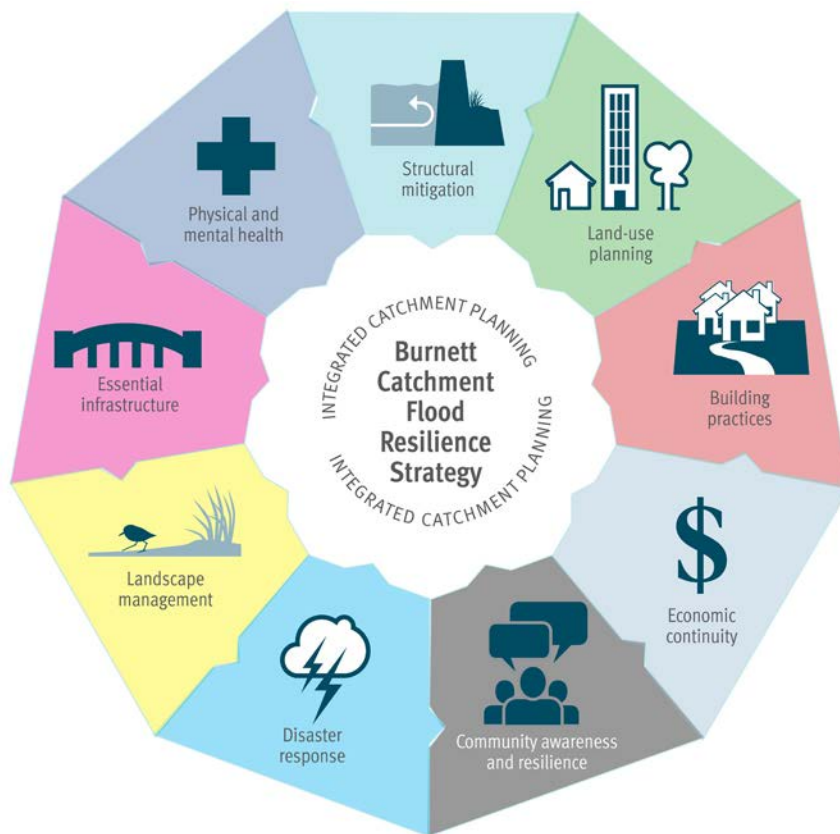 Structural
mitigation
Land-use
planning
Building
practices
$
Economic
continuity
Community awareness
and resilience
Disaster
response
Landscape
management
Essential
infrastructure
Physical and
mental health
INTEGRATED CATCHMENT PLANNING
Burnett
Catchment
Flood
Resilience
Strategy
INTEGRATED CATCHMENT PLANNING